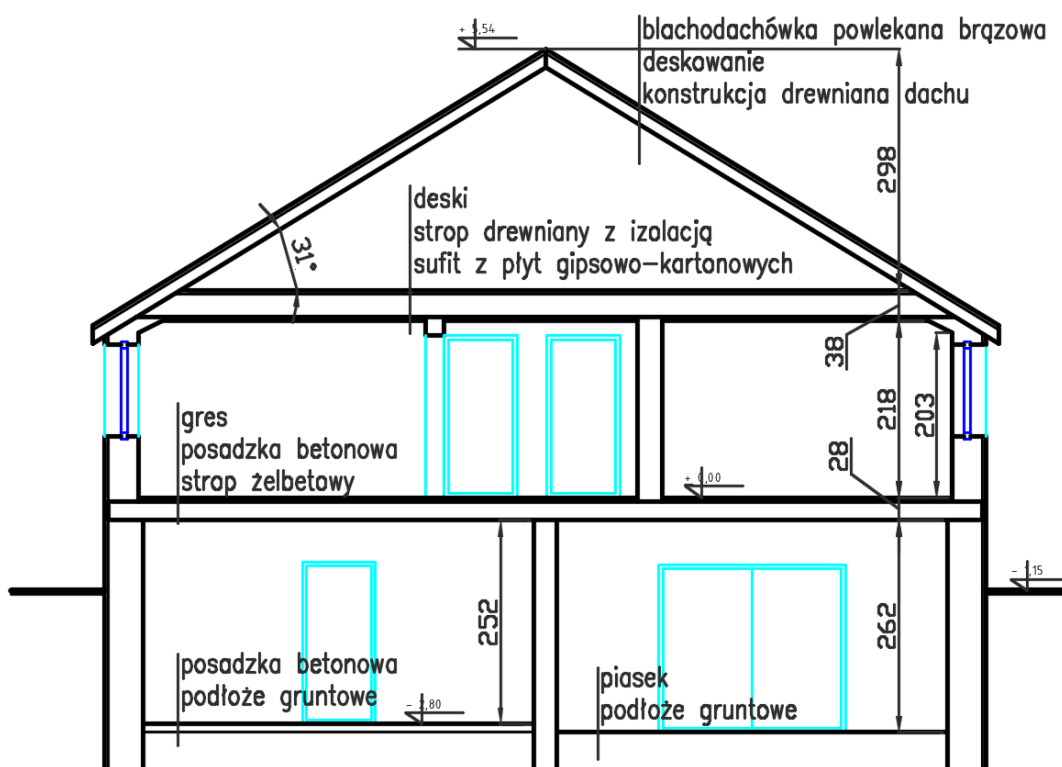 + 5,54
blachodachówka powlekana brązowa
deskowanie
konstrukcja drewniana dachu
298
deski
strop drewniany z izolacją
sufit z płyt gipsowo-kartonowych
31°
38
218
203
gres
posadzka betonowa
strop żelbetowy
28
+ 0,00
- 1,15
252
262
posadzka betonowa
podłoże gruntowe
- 2,80
piasek
podłoże gruntowe